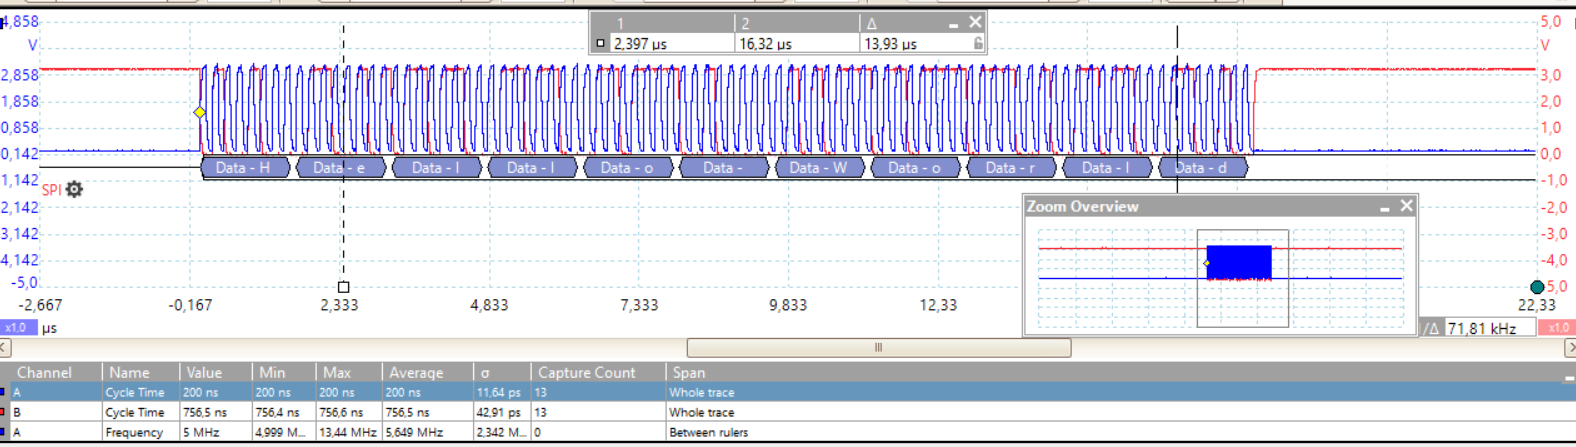 1 2 Δ
2,397 µs 16,32 µs 13,93 µs
4,858 5,0
V V
2,858 3,0
1,858 2,0
0,858 1,0
0,142 0,0
Data - H Data - e Data - l Data - l Data - o Data - Data - W Data - o Data - r Data - l Data - d
1,142 -1,0
SPI
2,142 -2,0
3,142 -3,0
4,142 -4,0
-5,0 5,0
Zoom Overview
-2,667 -0,167 2,333 4,833 7,333 9,833 12,33 22,33
x1.0 µs /Δ 71,81 kHz x1.0
Channel Name Value Min Max Average σ Capture Count Span
A Cycle Time 200 ns 200 ns 200 ns 200 ns 11,64 ps 13 Whole trace
B Cycle Time 756,5 ns 756,4 ns 756,6 ns 756,5 ns 42,91 ps 13 Whole trace
A Frequency 5 MHz 4,999 M... 13,44 MHz 5,649 MHz 2,342 M... 0 Between rulers